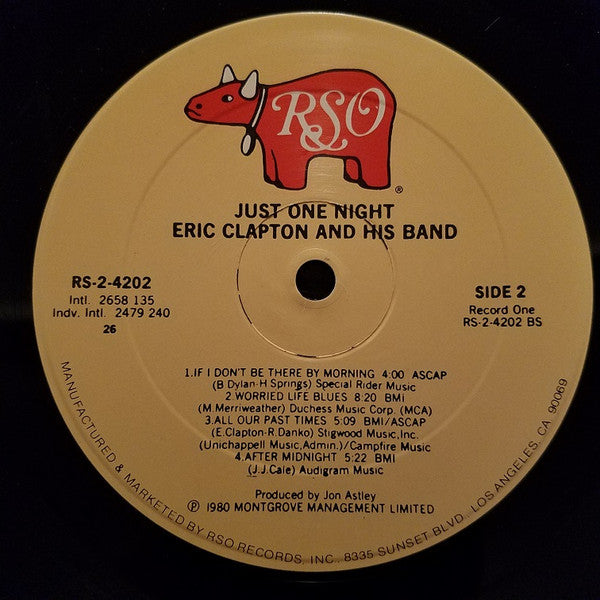 RSO
®
JUST ONE NIGHT
ERIC CLAPTON AND HIS BAND
RS-2-4202
Intl. 2658 135
Indv. Intl. 2479 240
26
SIDE 2
Record One
RS-2-4202 BS
1.IF I DON'T BE THERE BY MORNING 4:00 ASCAP
(B Dylan-H Springs) Special Rider Music
2.WORRIED LIFE BLUES 8:20 BMI
(M.Merriweather) Duchess Music Corp. (MCA)
3.ALL OUR PAST TIMES 5:09 BMI/ASCAP
(E.Clapton-R.Danko) Stigwood Music,Inc.
(Unichappell Music,Admin.)/Campfire Music
4.AFTER MIDNIGHT 5:22 BMI
(J.J.Cale) Audigram Music
Produced by Jon Astley
℗ 1980 MONTGROVE MANAGEMENT LIMITED
MANUFACTURED & MARKETED BY RSO RECORDS, INC. 8335 SUNSET BLVD., LOS ANGELES, CA 90069